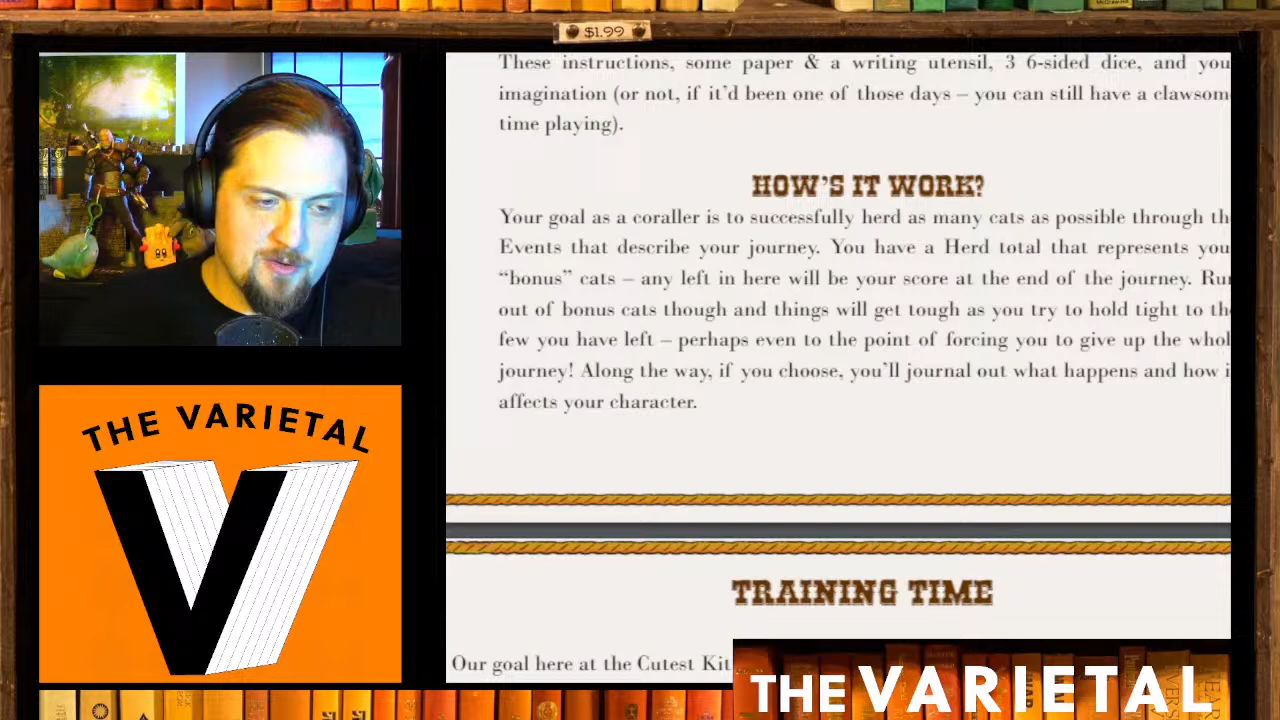 $1.99
These instructions, some paper & a writing utensil, 3 6-sided dice, and you
imagination (or not, if it'd been one of those days – you can still have a clawsom
time playing).
HOW'S IT WORK?
Your goal as a coraller is to successfully herd as many cats as possible through th
Events that describe your journey. You have a Herd total that represents you
“bonus” cats – any left in here will be your score at the end of the journey. Ru
out of bonus cats though and things will get tough as you try to hold tight to th
few you have left – perhaps even to the point of forcing you to give up the whol
journey! Along the way, if you choose, you'll journal out what happens and how i
affects your character.
THE VARIETAL
TRAINING TIME
Our goal here at the Cutest Kit
THE VARIETAL